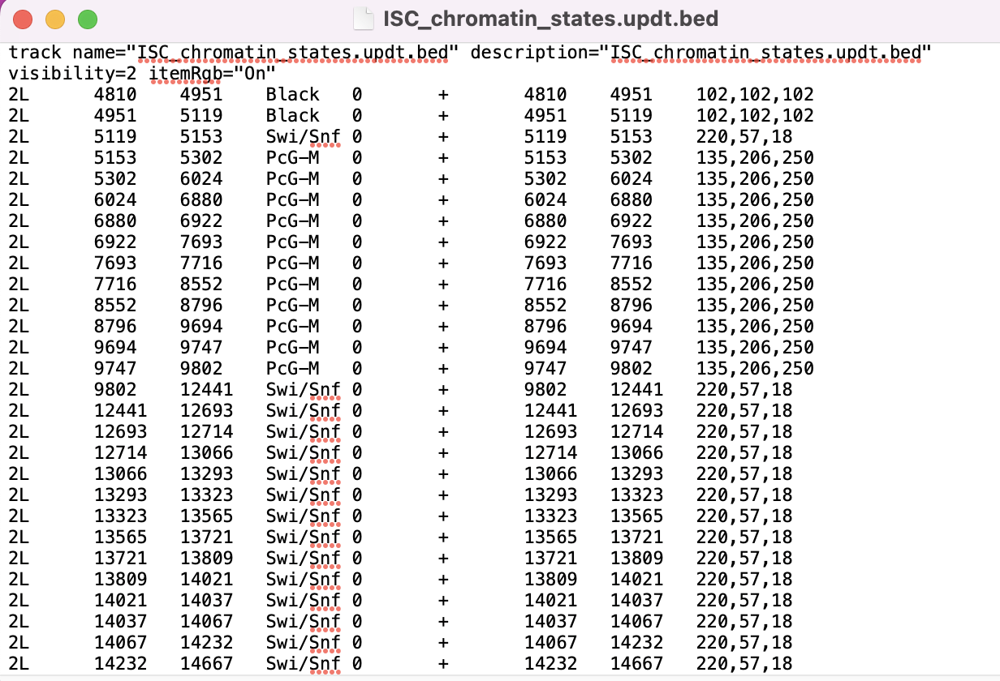 ISC_chromatin_states.updt.bed
track name="ISC_chromatin_states.updt.bed" description="ISC_chromatin_states.updt.bed"
visibility=2 itemRgb="On"
2L 4810 4951 Black 0 + 4810 4951 102,102,102
2L 4951 5119 Black 0 + 4951 5119 102,102,102
2L 5119 5153 Swi/Snf 0 + 5119 5153 220,57,18
2L 5153 5302 PcG-M 0 + 5153 5302 135,206,250
2L 5302 6024 PcG-M 0 + 5302 6024 135,206,250
2L 6024 6880 PcG-M 0 + 6024 6880 135,206,250
2L 6880 6922 PcG-M 0 + 6880 6922 135,206,250
2L 6922 7693 PcG-M 0 + 6922 7693 135,206,250
2L 7693 7716 PcG-M 0 + 7693 7716 135,206,250
2L 7716 8552 PcG-M 0 + 7716 8552 135,206,250
2L 8552 8796 PcG-M 0 + 8552 8796 135,206,250
2L 8796 9694 PcG-M 0 + 8796 9694 135,206,250
2L 9694 9747 PcG-M 0 + 9694 9747 135,206,250
2L 9747 9802 PcG-M 0 + 9747 9802 135,206,250
2L 9802 12441 Swi/Snf 0 + 9802 12441 220,57,18
2L 12441 12693 Swi/Snf 0 + 12441 12693 220,57,18
2L 12693 12714 Swi/Snf 0 + 12693 12714 220,57,18
2L 12714 13066 Swi/Snf 0 + 12714 13066 220,57,18
2L 13066 13293 Swi/Snf 0 + 13066 13293 220,57,18
2L 13293 13323 Swi/Snf 0 + 13293 13323 220,57,18
2L 13323 13565 Swi/Snf 0 + 13323 13565 220,57,18
2L 13565 13721 Swi/Snf 0 + 13565 13721 220,57,18
2L 13721 13809 Swi/Snf 0 + 13721 13809 220,57,18
2L 13809 14021 Swi/Snf 0 + 13809 14021 220,57,18
2L 14021 14037 Swi/Snf 0 + 14021 14037 220,57,18
2L 14037 14067 Swi/Snf 0 + 14037 14067 220,57,18
2L 14067 14232 Swi/Snf 0 + 14067 14232 220,57,18
2L 14232 14667 Swi/Snf 0 + 14232 14667 220,57,18